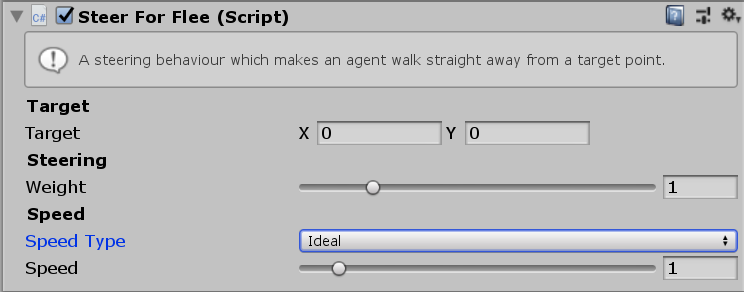 C# Steer For Flee (Script)
A steering behaviour which makes an agent walk straight away from a target point.
Target
Target X 0 Y 0
Steering
Weight 1
Speed
Speed Type Ideal
Speed 1